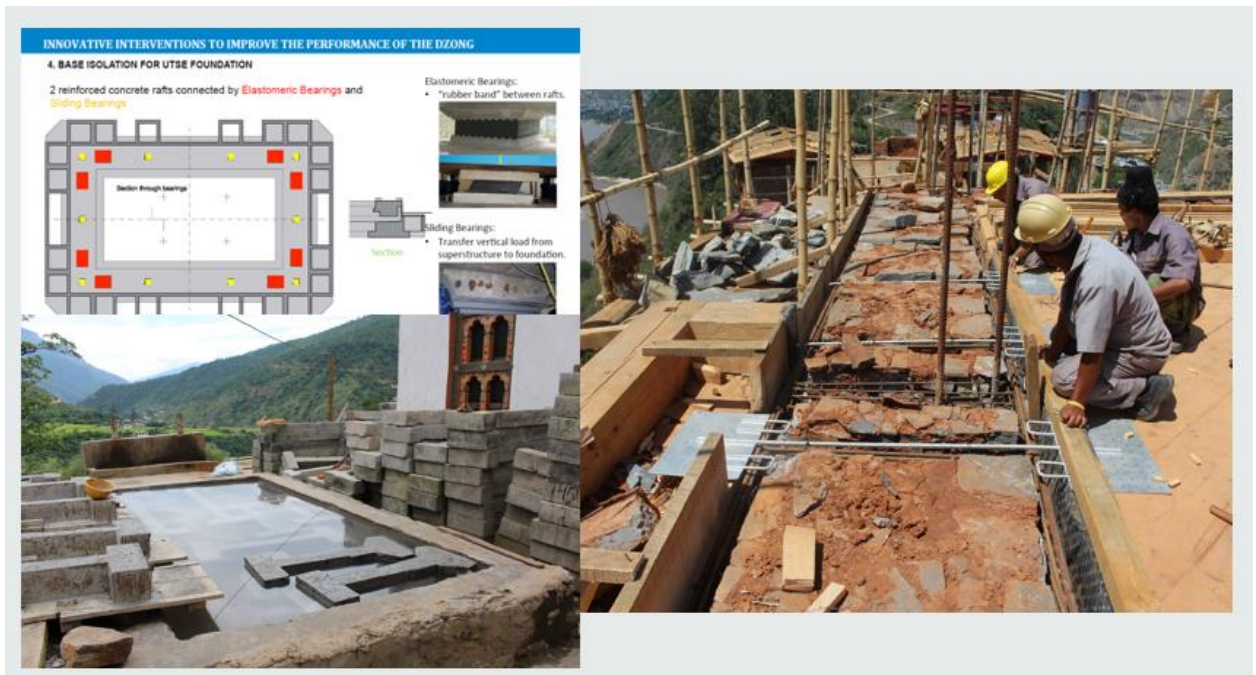 INNOVATIVE INTERVENTIONS TO IMPROVE THE PERFORMANCE OF THE DZONG
4. BASE ISOLATION FOR UTSE FOUNDATION
2 reinforced concrete rafts connected by Elastomeric Bearings and
Sliding Bearings
Section through bearings
Section
Elastomeric Bearings:
• "rubber band" between rafts.
Sliding Bearings:
• Transfer vertical load from
superstructure to foundation.